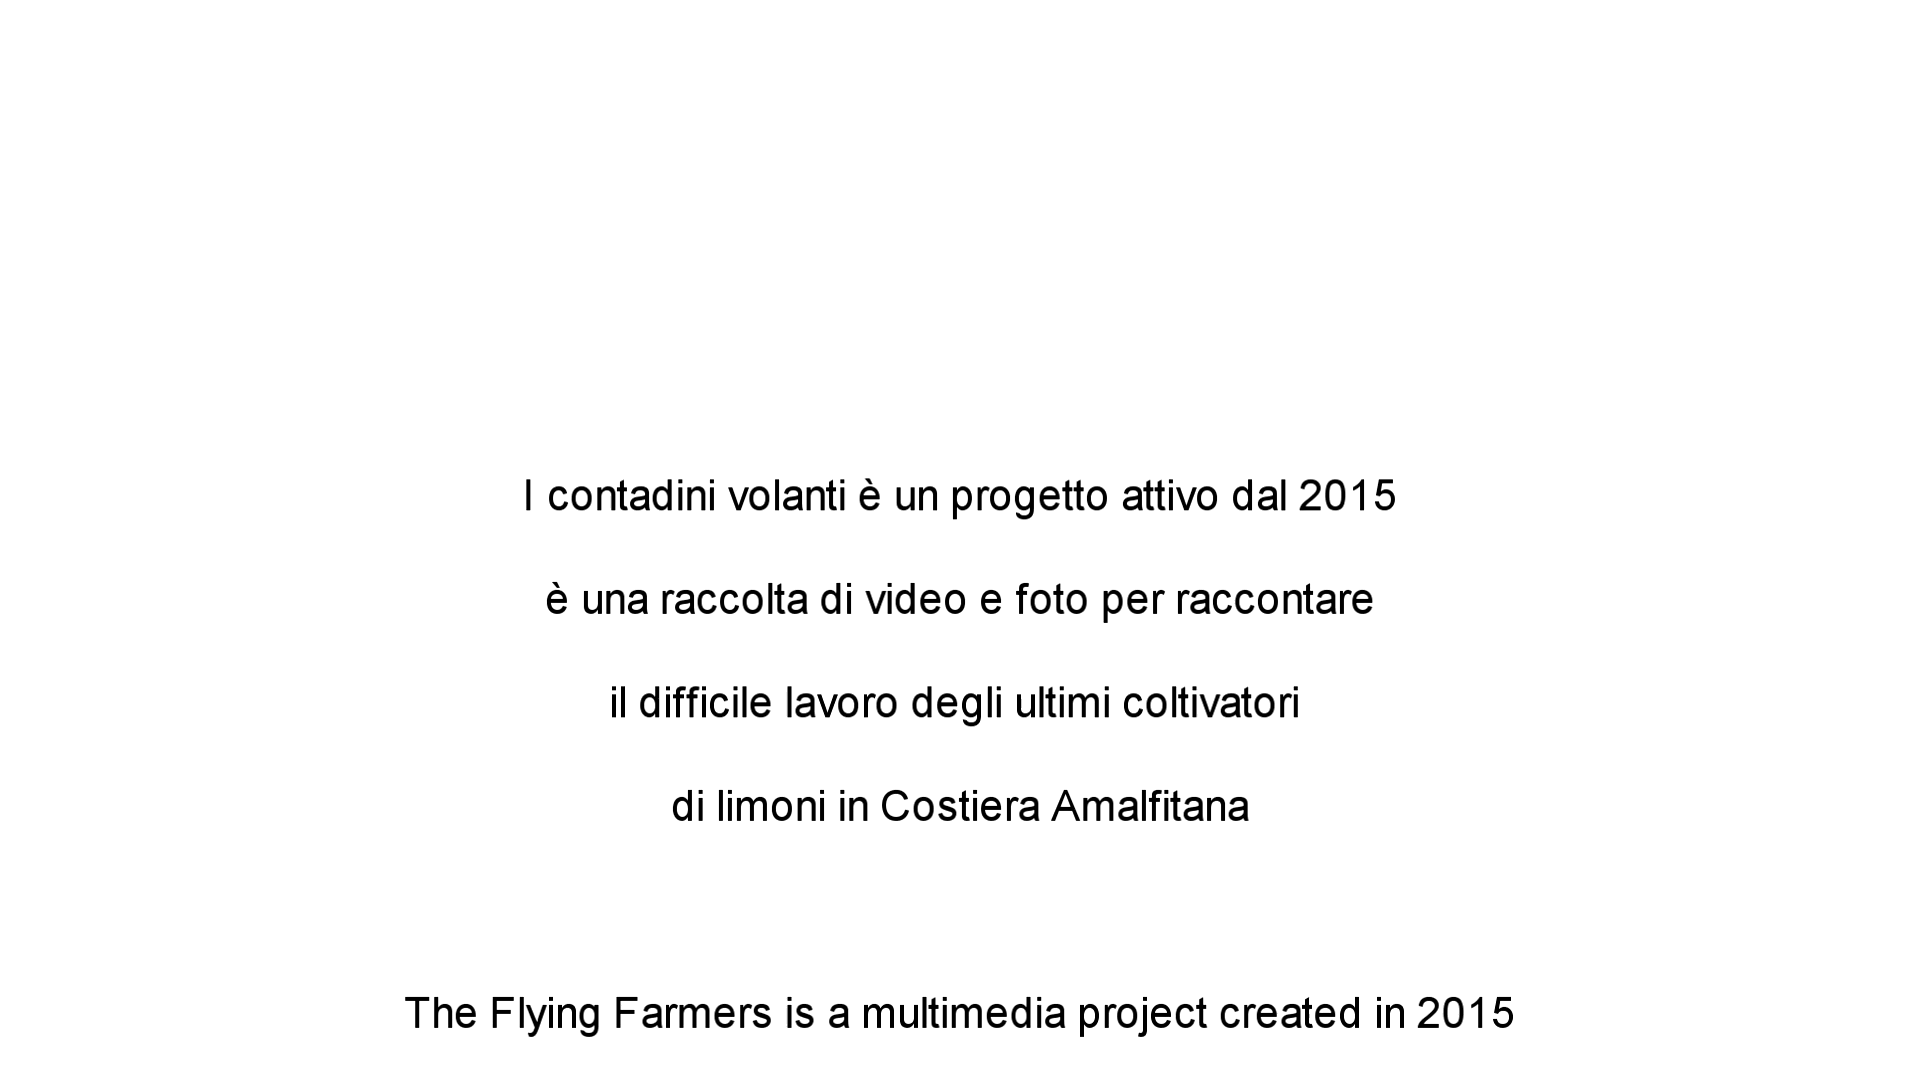 I contadini volanti è un progetto attivo dal 2015
è una raccolta di video e foto per raccontare
il difficile lavoro degli ultimi coltivatori
di limoni in Costiera Amalfitana
The Flying Farmers is a multimedia project created in 2015